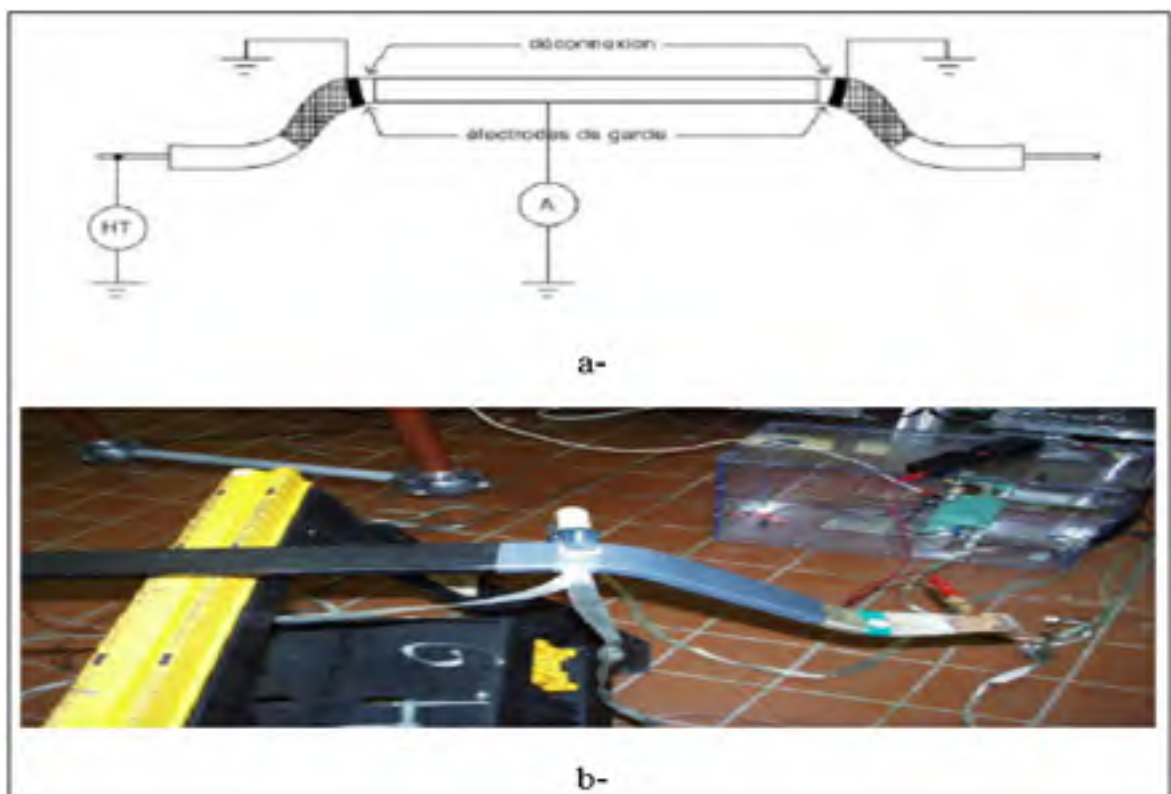 déconnexion
électrodes de garde
HT
A
a-
b-